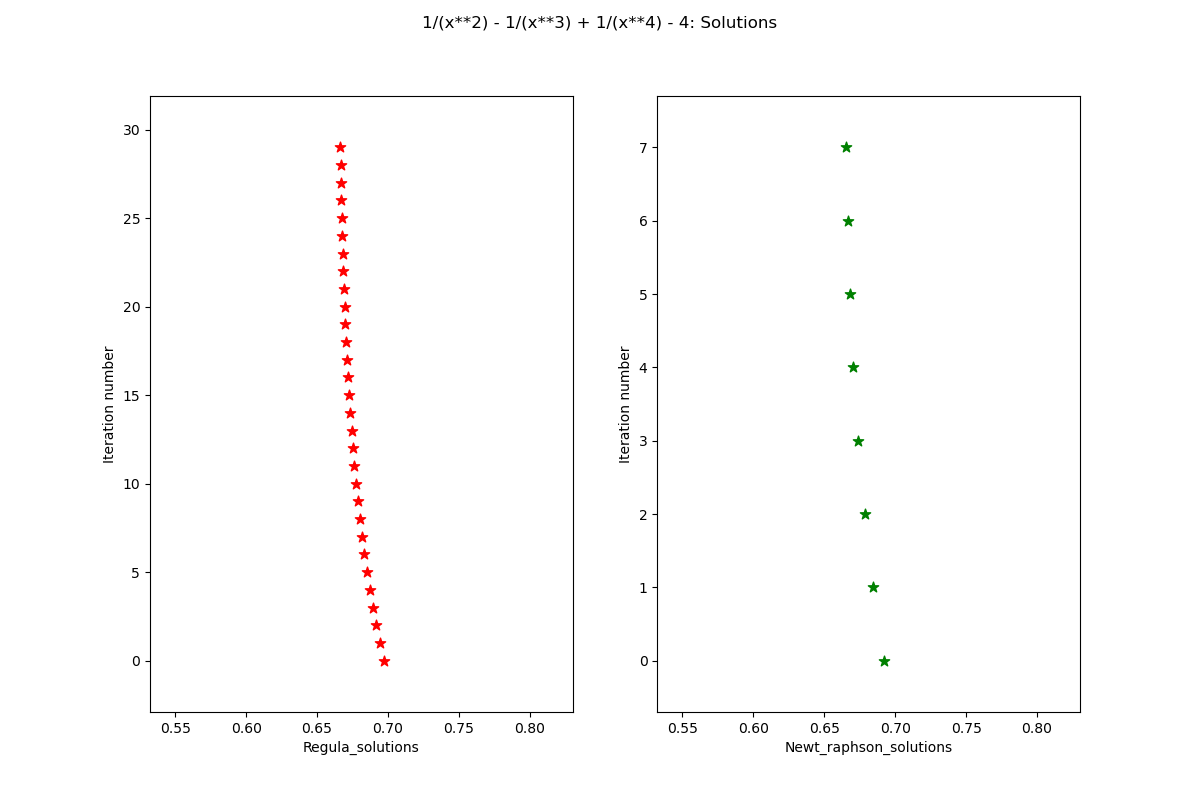 1/(x**2) - 1/(x**3) + 1/(x**4) - 4: Solutions
30
25
20
15
10
5
0
Iteration number
0.55 0.60 0.65 0.70 0.75 0.80
Regula_solutions
7
6
5
4
3
2
1
0
Iteration number
0.55 0.60 0.65 0.70 0.75 0.80
Newt_raphson_solutions